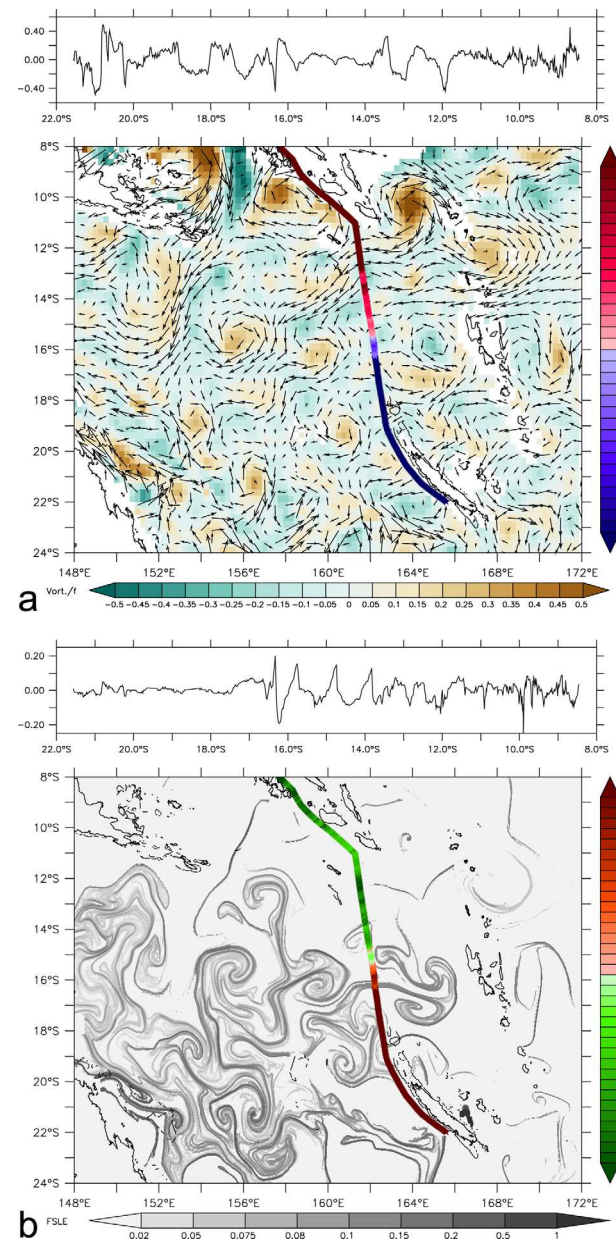 0.40
0.00
−0.40
22.0°S 20.0°S 18.0°S 16.0°S 14.0°S 12.0°S 10.0°S 8.0°S
8°S
10°S
12°S
14°S
16°S
18°S
20°S
22°S
24°S
148°E 152°E 156°E 160°E 164°E 168°E 172°E
a Vort./f
−0.5 −0.45 −0.4 −0.35 −0.3 −0.25 −0.2 −0.15 −0.1 −0.05 0 0.05 0.1 0.15 0.2 0.25 0.3 0.35 0.4 0.45 0.5
0.20
0.00
−0.20
22.0°S 20.0°S 18.0°S 16.0°S 14.0°S 12.0°S 10.0°S 8.0°S
8°S
10°S
12°S
14°S
16°S
18°S
20°S
22°S
24°S
148°E 152°E 156°E 160°E 164°E 168°E 172°E
b FSLE
0.02 0.05 0.075 0.08 0.1 0.15 0.2 0.5 1